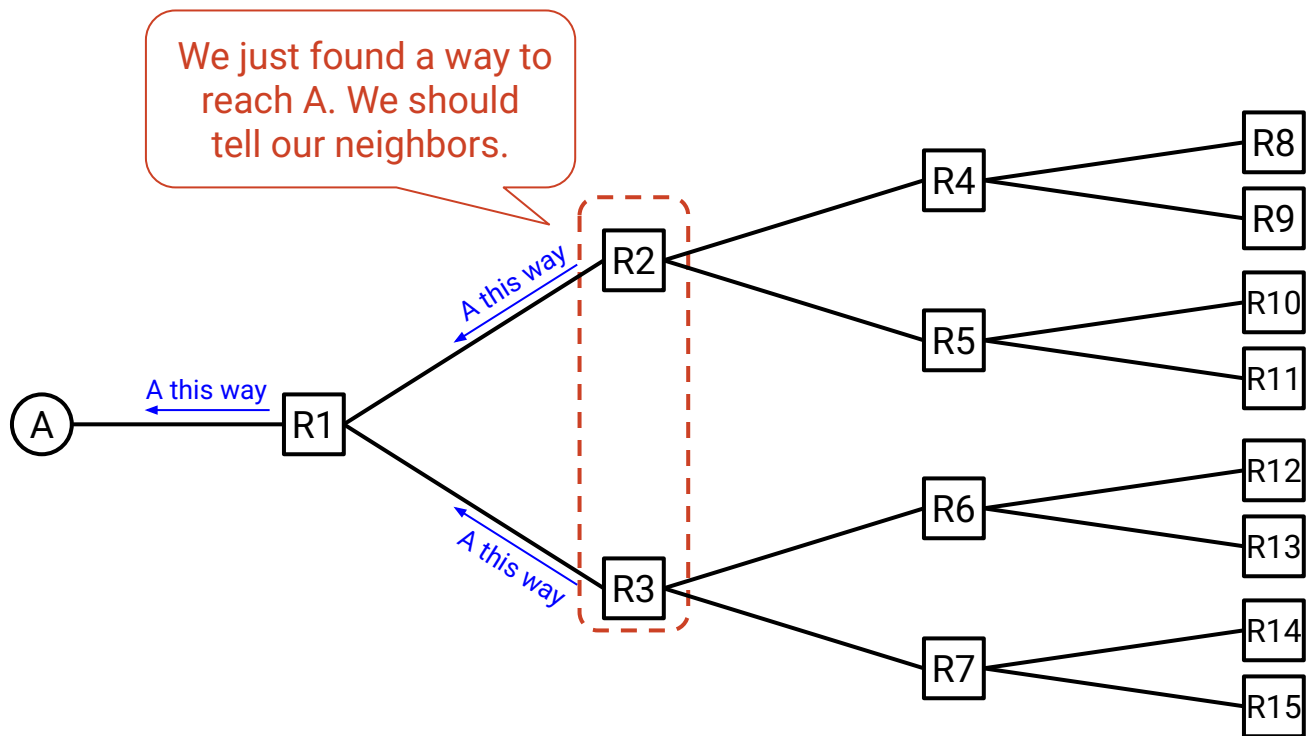 We just found a way to
reach A. We should
tell our neighbors.
R8
R4
R9
R2
A this way
R10
R5
R11
A this way
A
R1
R12
R6
R13
A this way
R3
R14
R7
R15